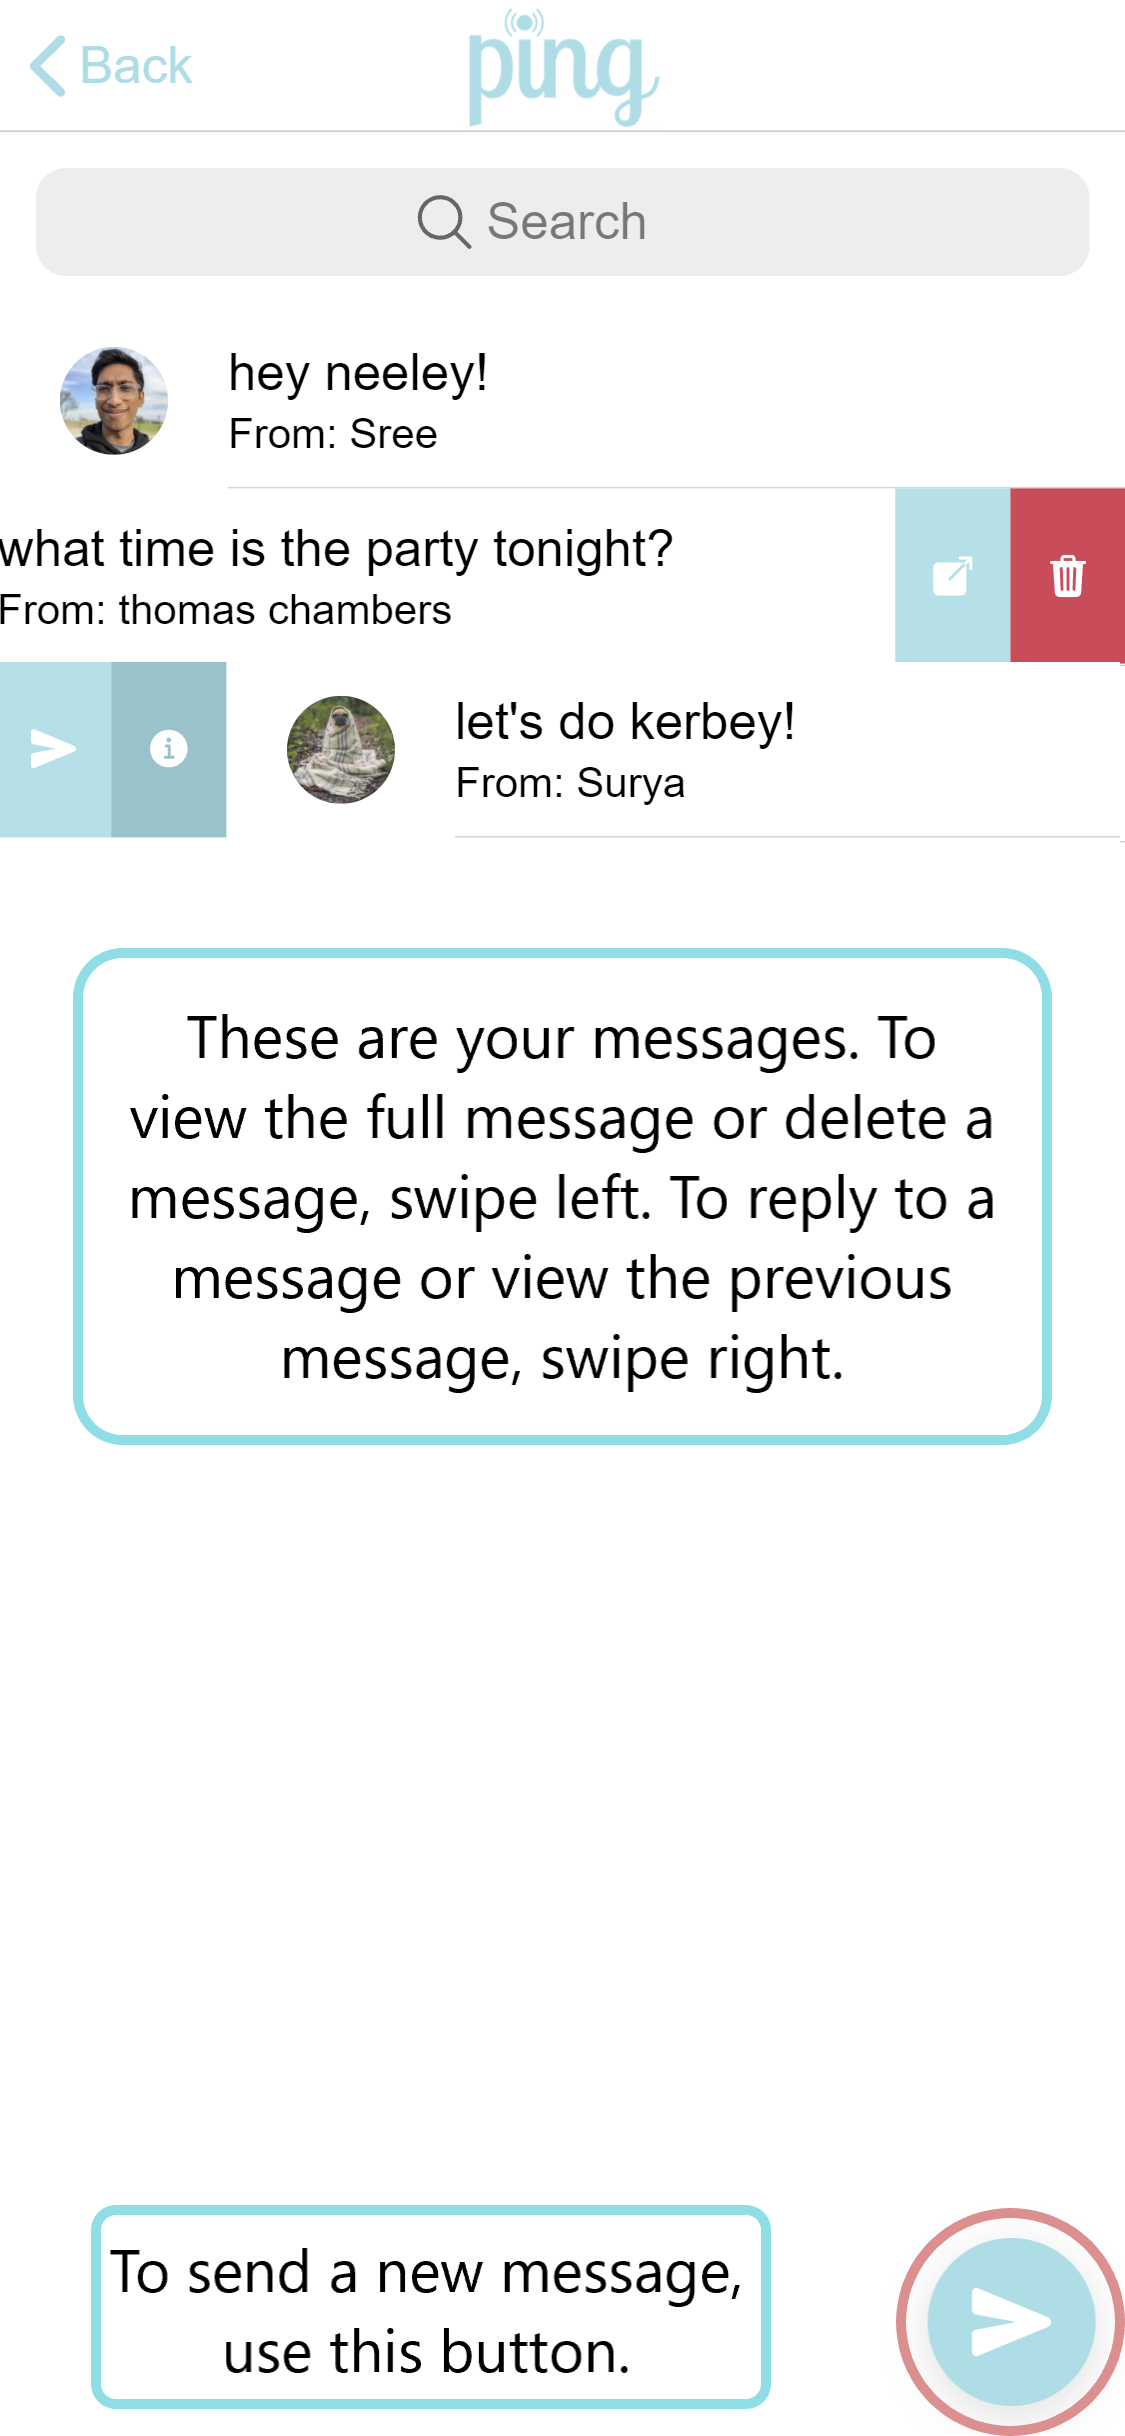 Back
ping
Search
hey neeley!
From: Sree
what time is the party tonight?
From: thomas chambers
let's do kerbey!
From: Surya
These are your messages. To
view the full message or delete a
message, swipe left. To reply to a
message or view the previous
message, swipe right.
To send a new message,
use this button.